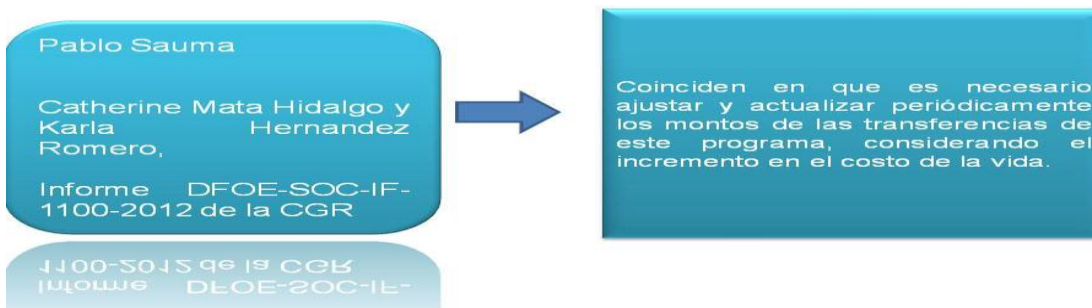 Pablo Sauma
Catherine Mata Hidalgo y
Karla Hernandez
Romero,
Informe DFOE-SOC-IF-
1100-2012 de la CGR
Coinciden en que es necesario
ajustar y actualizar periódicamente
los montos de las transferencias de
este programa, considerando el
incremento en el costo de la vida.